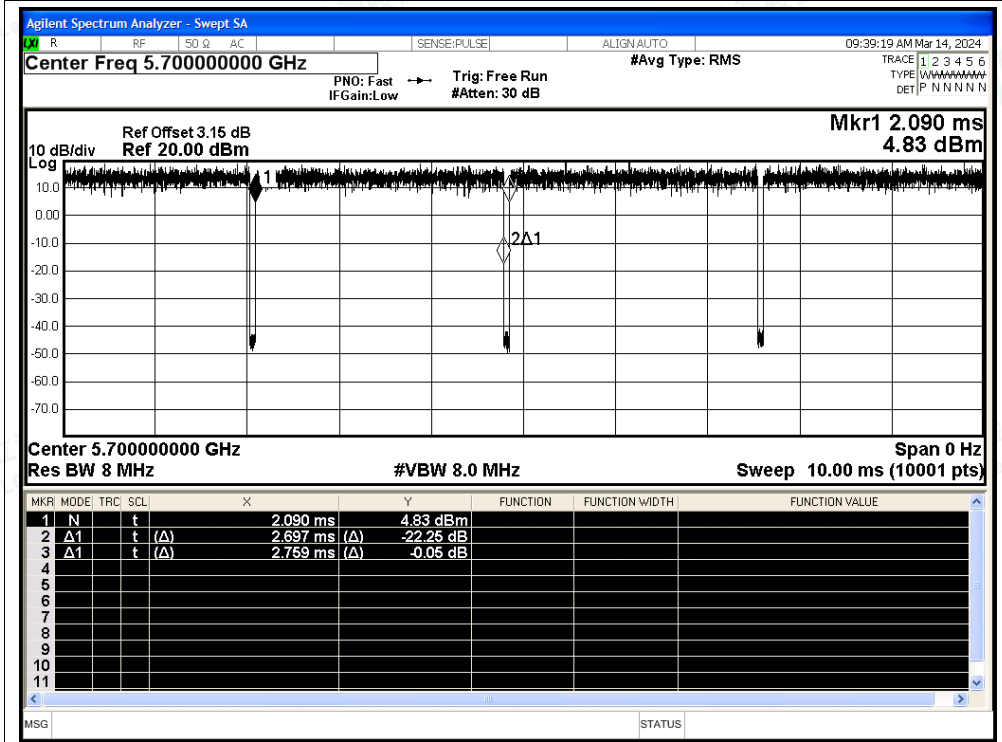 Agilent Spectrum Analyzer - Swept SA
LXI R RF 50 Ω AC SENSE:PULSE ALIGN AUTO 09:39:19 AM Mar 14, 2024
Center Freq 5.700000000 GHz
PNO: Fast
IFGain:Low
Trig: Free Run
#Atten: 30 dB
#Avg Type: RMS
TRACE 1 2 3 4 5 6
TYPE
DET P N N N N N
Mkr1 2.090 ms
4.83 dBm
Ref Offset 3.15 dB
10 dB/div Ref 20.00 dBm
Log
10.0
0.00
-10.0
-20.0
-30.0
-40.0
-50.0
-60.0
-70.0
1
2Δ1
Center 5.700000000 GHz Span 0 Hz
Res BW 8 MHz #VBW 8.0 MHz Sweep 10.00 ms (10001 pts)
MKR MODE TRC SCL X Y FUNCTION FUNCTION WIDTH FUNCTION VALUE
1 N t 2.090 ms 4.83 dBm
2 Δ1 t (Δ) 2.697 ms (Δ) -22.25 dB
3 Δ1 t (Δ) 2.759 ms (Δ) -0.05 dB
4
5
6
7
8
9
10
11
MSG STATUS